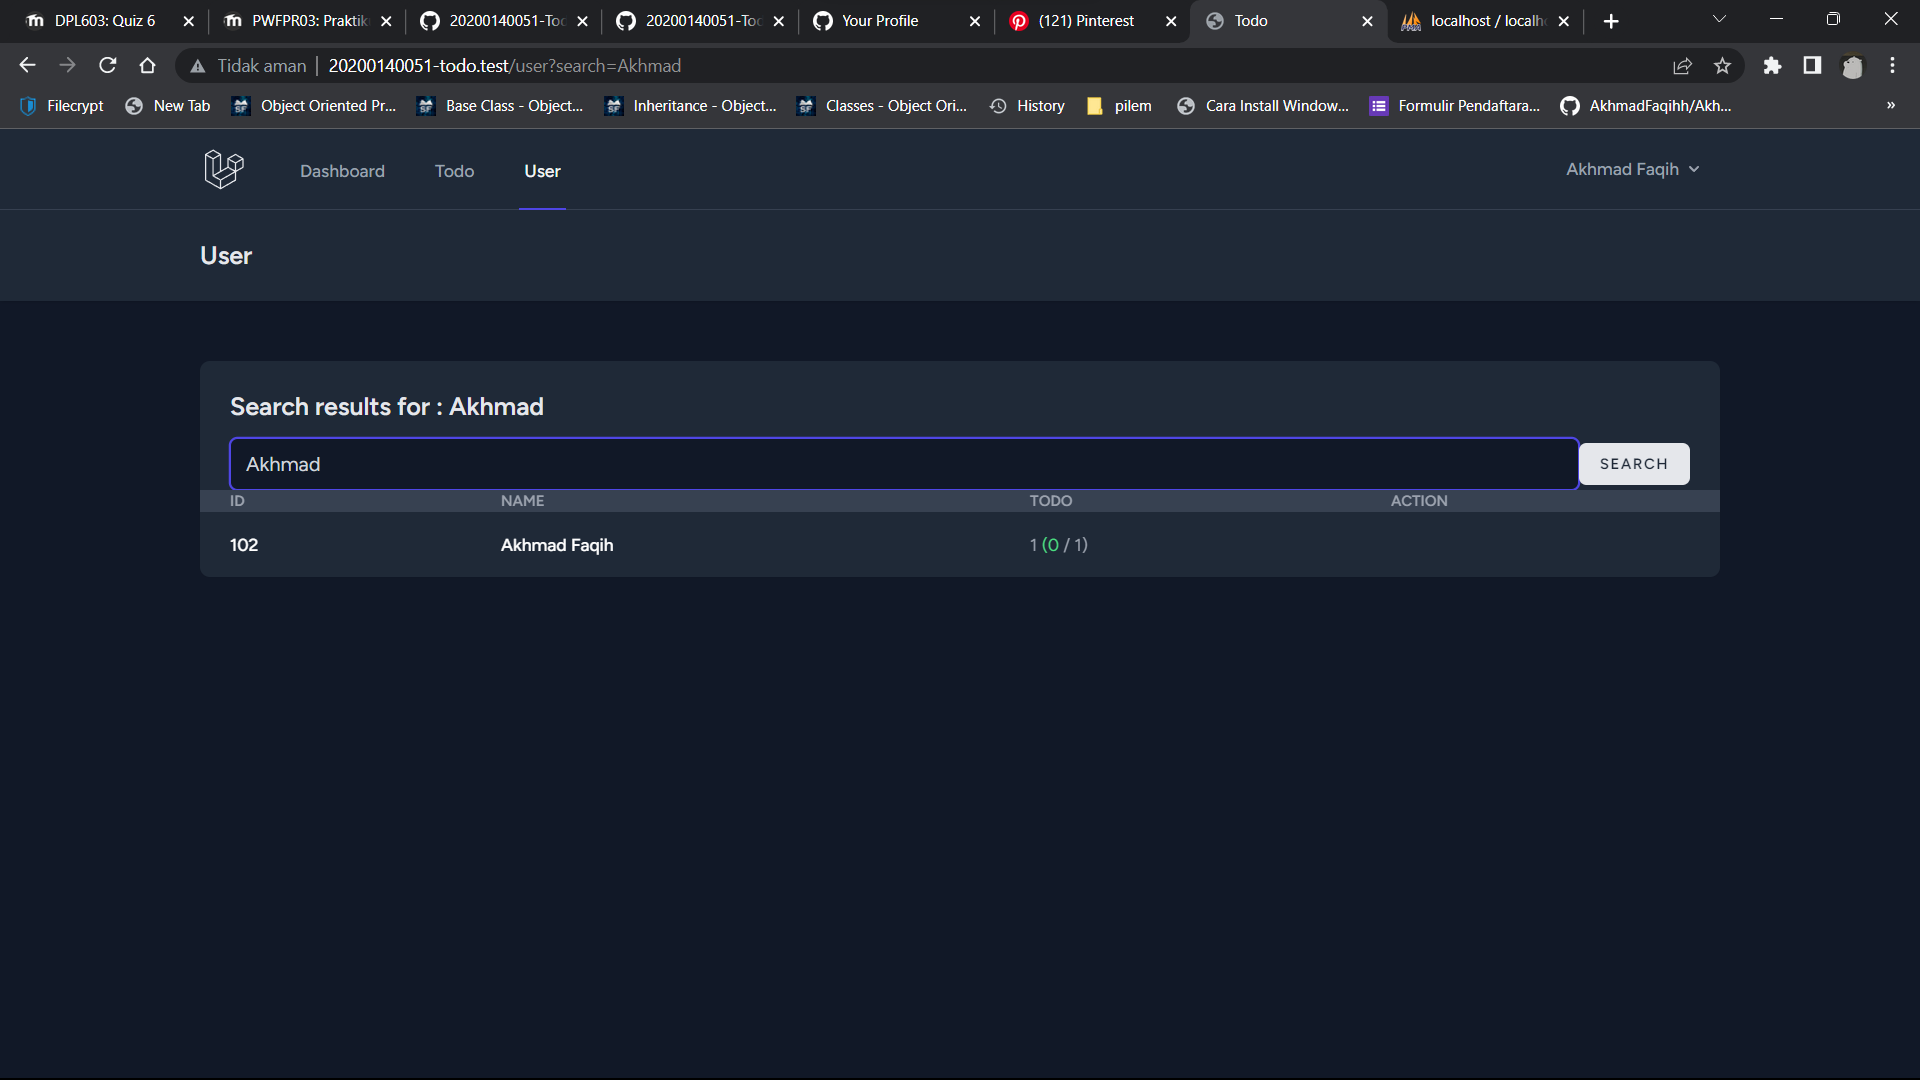 DPL603: Quiz 6
PWFPR03: Praktik
20200140051-Tod
20200140051-Tod
Your Profile
(121) Pinterest
Todo
localhost / localh
Tidak aman | 20200140051-todo.test/user?search=Akhmad
Filecrypt
New Tab
Object Oriented Pr...
Base Class - Object...
Inheritance - Object...
Classes - Object Ori...
History
pilem
Cara Install Window...
Formulir Pendaftara...
AkhmadFaqihh/Akh...
»
Dashboard
Todo
User
Akhmad Faqih
User
Search results for : Akhmad
Akhmad
SEARCH
ID NAME TODO ACTION
102 Akhmad Faqih 1 (0 / 1)